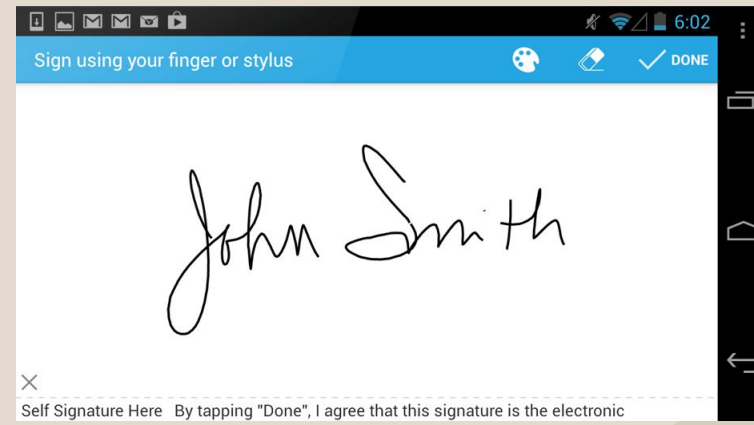 6:02
Sign using your finger or stylus
DONE
John Smith
Self Signature Here By tapping "Done", I agree that this signature is the electronic